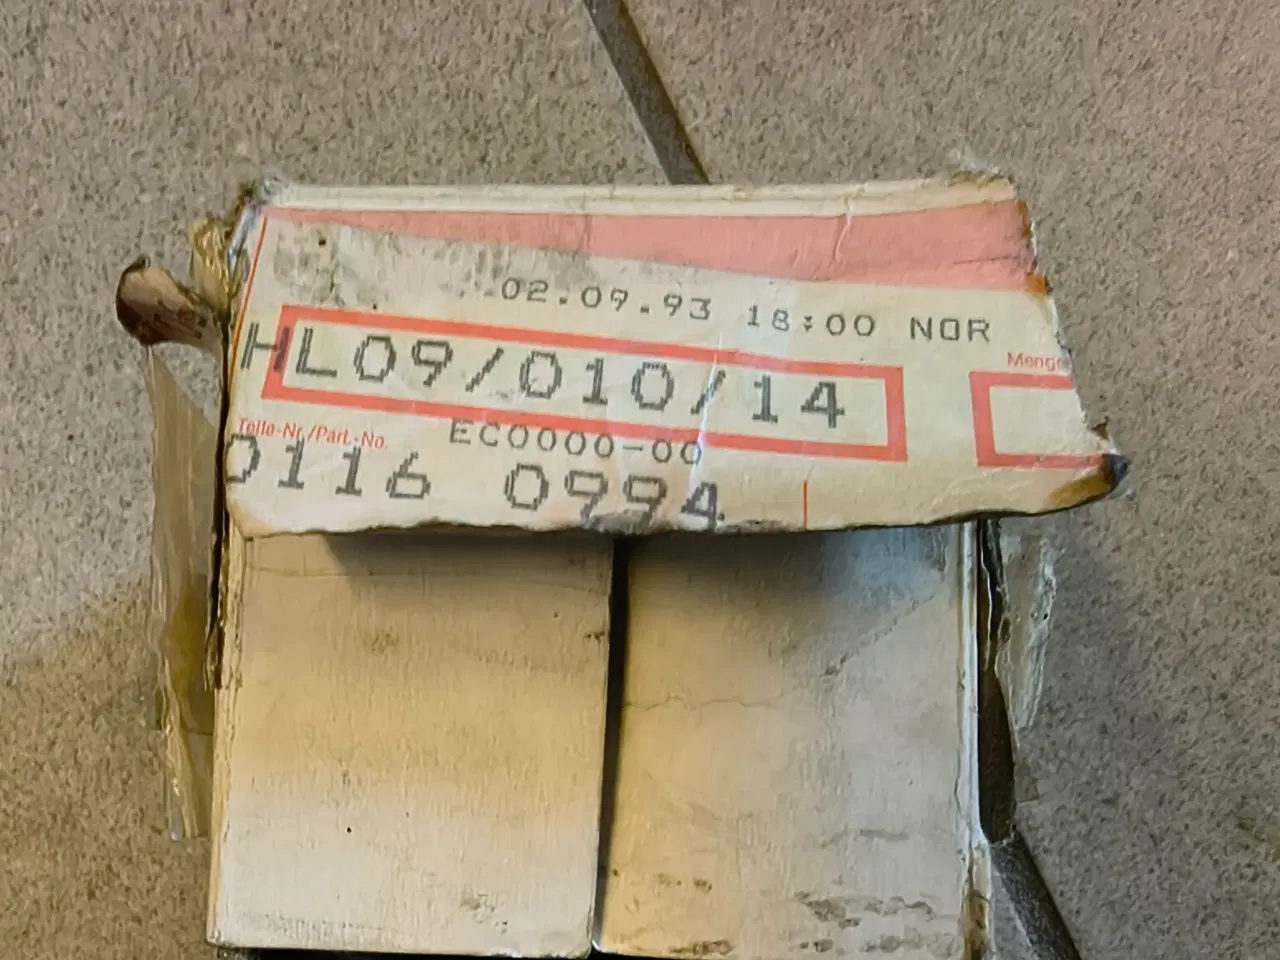 02.09.93 18:00 NOR
HL09/010/14
Menge
Teile-Nr./Part.-No.
EC0000-00
0116 0994